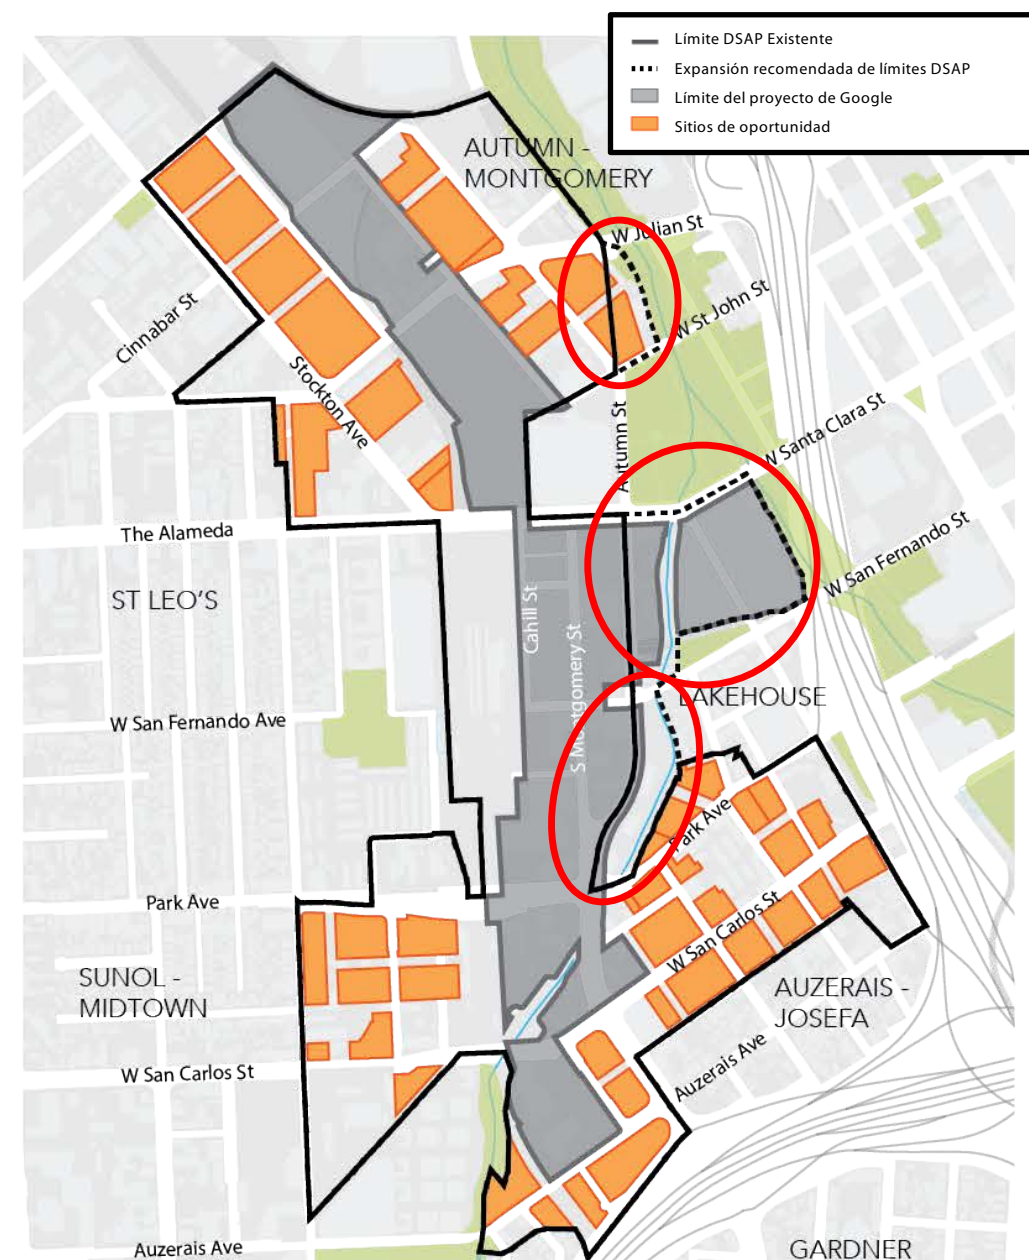 Límite DSAP Existente
Expansión recomendada de límites DSAP
Límite del proyecto de Google
Sitios de oportunidad
AUTUMN -
MONTGOMERY
W Julian St
W St John St
Cinnabar St
Stockton Ave
Autumn St
W Santa Clara St
The Alameda
W San Fernando St
ST LEO'S
Cahill St
S Montgomery St
LAKEHOUSE
W San Fernando Ave
Park Ave
Park Ave
W San Carlos St
SUNOL -
MIDTOWN
AUZERAIS -
JOSEFA
W San Carlos St
Auzerais Ave
Auzerais Ave
GARDNER